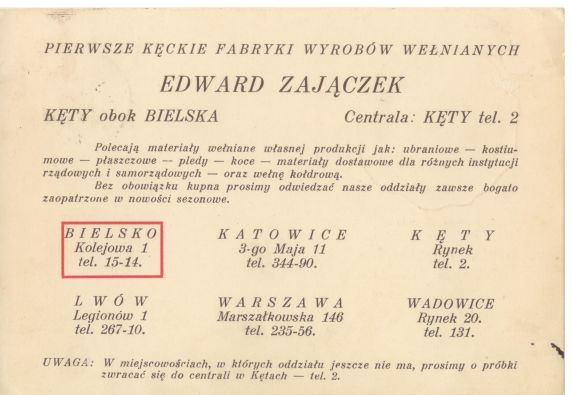 PIERWSZE KĘCKIE FABRYKI WYROBÓW WEŁNIANYCH
EDWARD ZAJĄCZEK
KĘTY obok BIELSKA Centrala: KĘTY tel. 2
Polecają materiały wełniane własnej produkcji jak: ubraniowe — kostiu-
mowe — płaszczowe — pledy — koce — materiały dostawowe dla różnych instytucji
rządowych i samorządowych — oraz wełnę kołdrową.
Bez obowiązku kupna prosimy odwiedzać nasze oddziały zawsze bogato
zaopatrzone w nowości sezonowe.
BIELSKO
Kolejowa 1
tel. 15-14.
KATOWICE
3-go Maja 11
tel. 344-90.
KĘTY
Rynek
tel. 2.
LWÓW
Legionów 1
tel. 267-10.
WARSZAWA
Marszałkowska 146
tel. 235-56.
WADOWICE
Rynek 20.
tel. 131.
UWAGA: W miejscowościach, w których oddziału jeszcze nie ma, prosimy o próbki
zwracać się do centrali w Kętach — tel. 2.